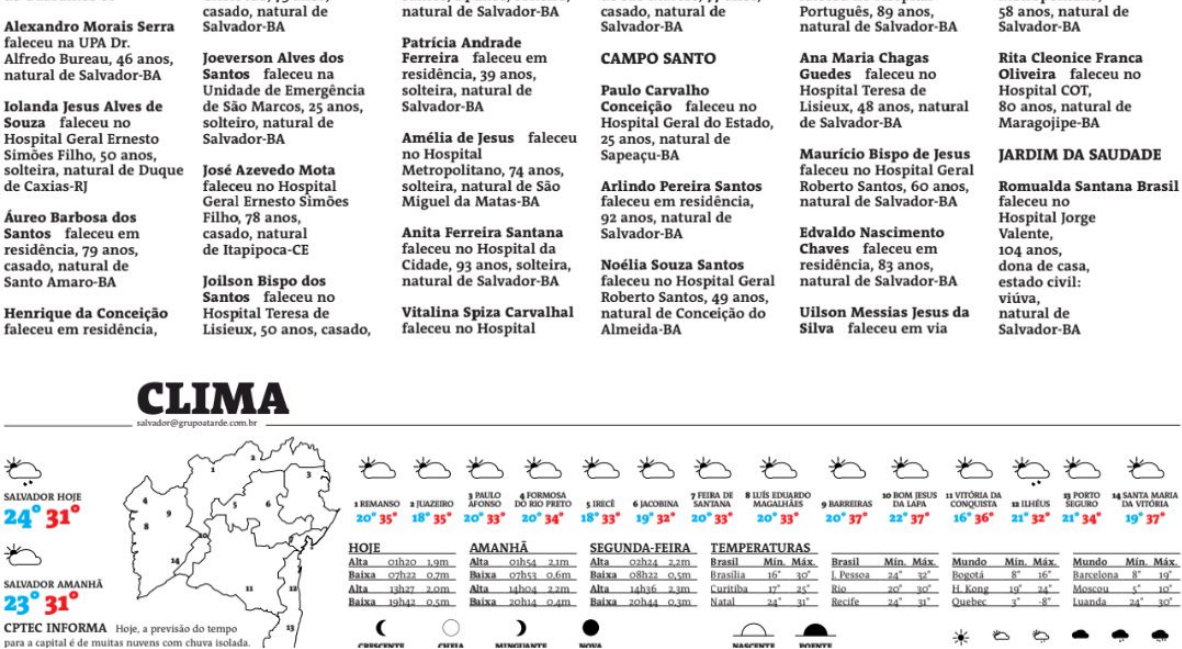 casado, natural de
Salvador-BA
natural de Salvador-BA
casado, natural de
Salvador-BA
Português, 89 anos,
natural de Salvador-BA
58 anos, natural de
Salvador-BA
Alexandro Morais Serra
faleceu na UPA Dr.
Alfredo Bureau, 46 anos,
natural de Salvador-BA
Iolanda Jesus Alves de
Souza faleceu no
Hospital Geral Ernesto
Simões Filho, 50 anos,
solteira, natural de Duque
de Caxias-RJ
Áureo Barbosa dos
Santos faleceu em
residência, 79 anos,
casado, natural de
Santo Amaro-BA
Henrique da Conceição
faleceu em residência,
Joeverson Alves dos
Santos faleceu na
Unidade de Emergência
de São Marcos, 25 anos,
solteiro, natural de
Salvador-BA
José Azevedo Mota
faleceu no Hospital
Geral Ernesto Simões
Filho, 78 anos,
casado, natural
de Itapipoca-CE
Joilson Bispo dos
Santos faleceu no
Hospital Teresa de
Lisieux, 50 anos, casado,
Patrícia Andrade
Ferreira faleceu em
residência, 39 anos,
solteira, natural de
Salvador-BA
Amélia de Jesus faleceu
no Hospital
Metropolitano, 74 anos,
solteira, natural de São
Miguel da Matas-BA
Anita Ferreira Santana
faleceu no Hospital da
Cidade, 93 anos, solteira,
natural de Salvador-BA
Vitalina Spiza Carvalhal
faleceu no Hospital
CAMPO SANTO
Paulo Carvalho
Conceição faleceu no
Hospital Geral do Estado,
25 anos, natural de
Sapeaçu-BA
Arlindo Pereira Santos
faleceu em residência,
92 anos, natural de
Salvador-BA
Noélia Souza Santos
faleceu no Hospital Geral
Roberto Santos, 49 anos,
natural de Conceição do
Almeida-BA
Ana Maria Chagas
Guedes faleceu no
Hospital Teresa de
Lisieux, 48 anos, natural
de Salvador-BA
Maurício Bispo de Jesus
faleceu no Hospital Geral
Roberto Santos, 60 anos,
natural de Salvador-BA
Edvaldo Nascimento
Chaves faleceu em
residência, 83 anos,
natural de Salvador-BA
Uilson Messias Jesus da
Silva faleceu em via
Rita Cleonice Franca
Oliveira faleceu no
Hospital COT,
80 anos, natural de
Maragojipe-BA
JARDIM DA SAUDADE
Romualda Santana Brasil
faleceu no
Hospital Jorge
Valente,
104 anos,
dona de casa,
estado civil:
viúva,
natural de
Salvador-BA
CLIMA
salvador@grupoatarde.com.br
SALVADOR HOJE
24° 31°
SALVADOR AMANHÃ
23° 31°
CPTEC INFORMA Hoje, a previsão do tempo
para a capital é de muitas nuvens com chuva isolada.
1
2
3
4
5
6
7
8
9
10
11
12
13
14
1 REMANSO
20° 35°
2 JUAZEIRO
18° 35°
3 PAULO
AFONSO
20° 33°
4 FORMOSA
DO RIO PRETO
20° 34°
5 IRECÊ
18° 33°
6 JACOBINA
19° 32°
7 FEIRA DE
SANTANA
20° 33°
8 LUÍS EDUARDO
MAGALHÃES
20° 33°
9 BARREIRAS
20° 37°
10 BOM JESUS
DA LAPA
22° 37°
11 VITÓRIA DA
CONQUISTA
16° 36°
12 ILHÉUS
21° 32°
13 PORTO
SEGURO
21° 34°
14 SANTA MARIA
DA VITÓRIA
19° 37°
HOJE
Alta 01h20 1,9m
Baixa 07h22 0,7m
Alta 13h27 2,0m
Baixa 19h42 0,5m
AMANHÃ
Alta 01h54 2,1m
Baixa 07h53 0,6m
Alta 14h04 2,2m
Baixa 20h14 0,4m
SEGUNDA-FEIRA
Alta 02h24 2,2m
Baixa 08h22 0,5m
Alta 14h36 2,3m
Baixa 20h44 0,3m
TEMPERATURAS
Brasil Mín. Máx.
Brasília 16° 30°
Curitiba 17° 25°
Natal 24° 31°
Brasil Mín. Máx.
J. Pessoa 24° 32°
Rio 20° 30°
Recife 24° 31°
Mundo Mín. Máx.
Bogotá 8° 16°
H. Kong 19° 24°
Quebec 3° -8°
Mundo Mín. Máx.
Barcelona 8° 19°
Moscou 5° 10°
Luanda 24° 30°
CRESCENTE
CHEIA
MINGUANTE
NOVA
NASCENTE
POENTE